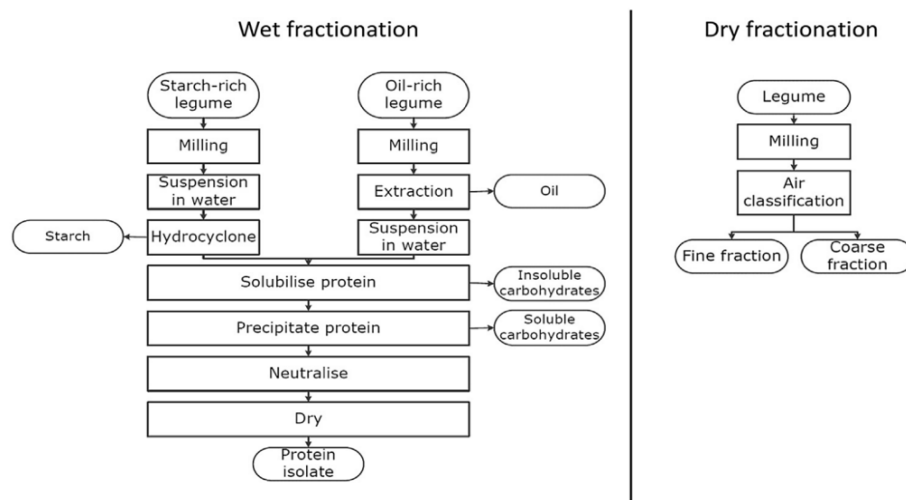 Wet fractionation
Dry fractionation
Starch-rich
legume
Oil-rich
legume
Milling
Milling
Suspension
in water
Extraction
Oil
Starch
Hydrocyclone
Suspension
in water
Solubilise protein
Insoluble
carbohydrates
Precipitate protein
Soluble
carbohydrates
Neutralise
Dry
Protein
isolate
Legume
Milling
Air
classification
Fine fraction
Coarse
fraction